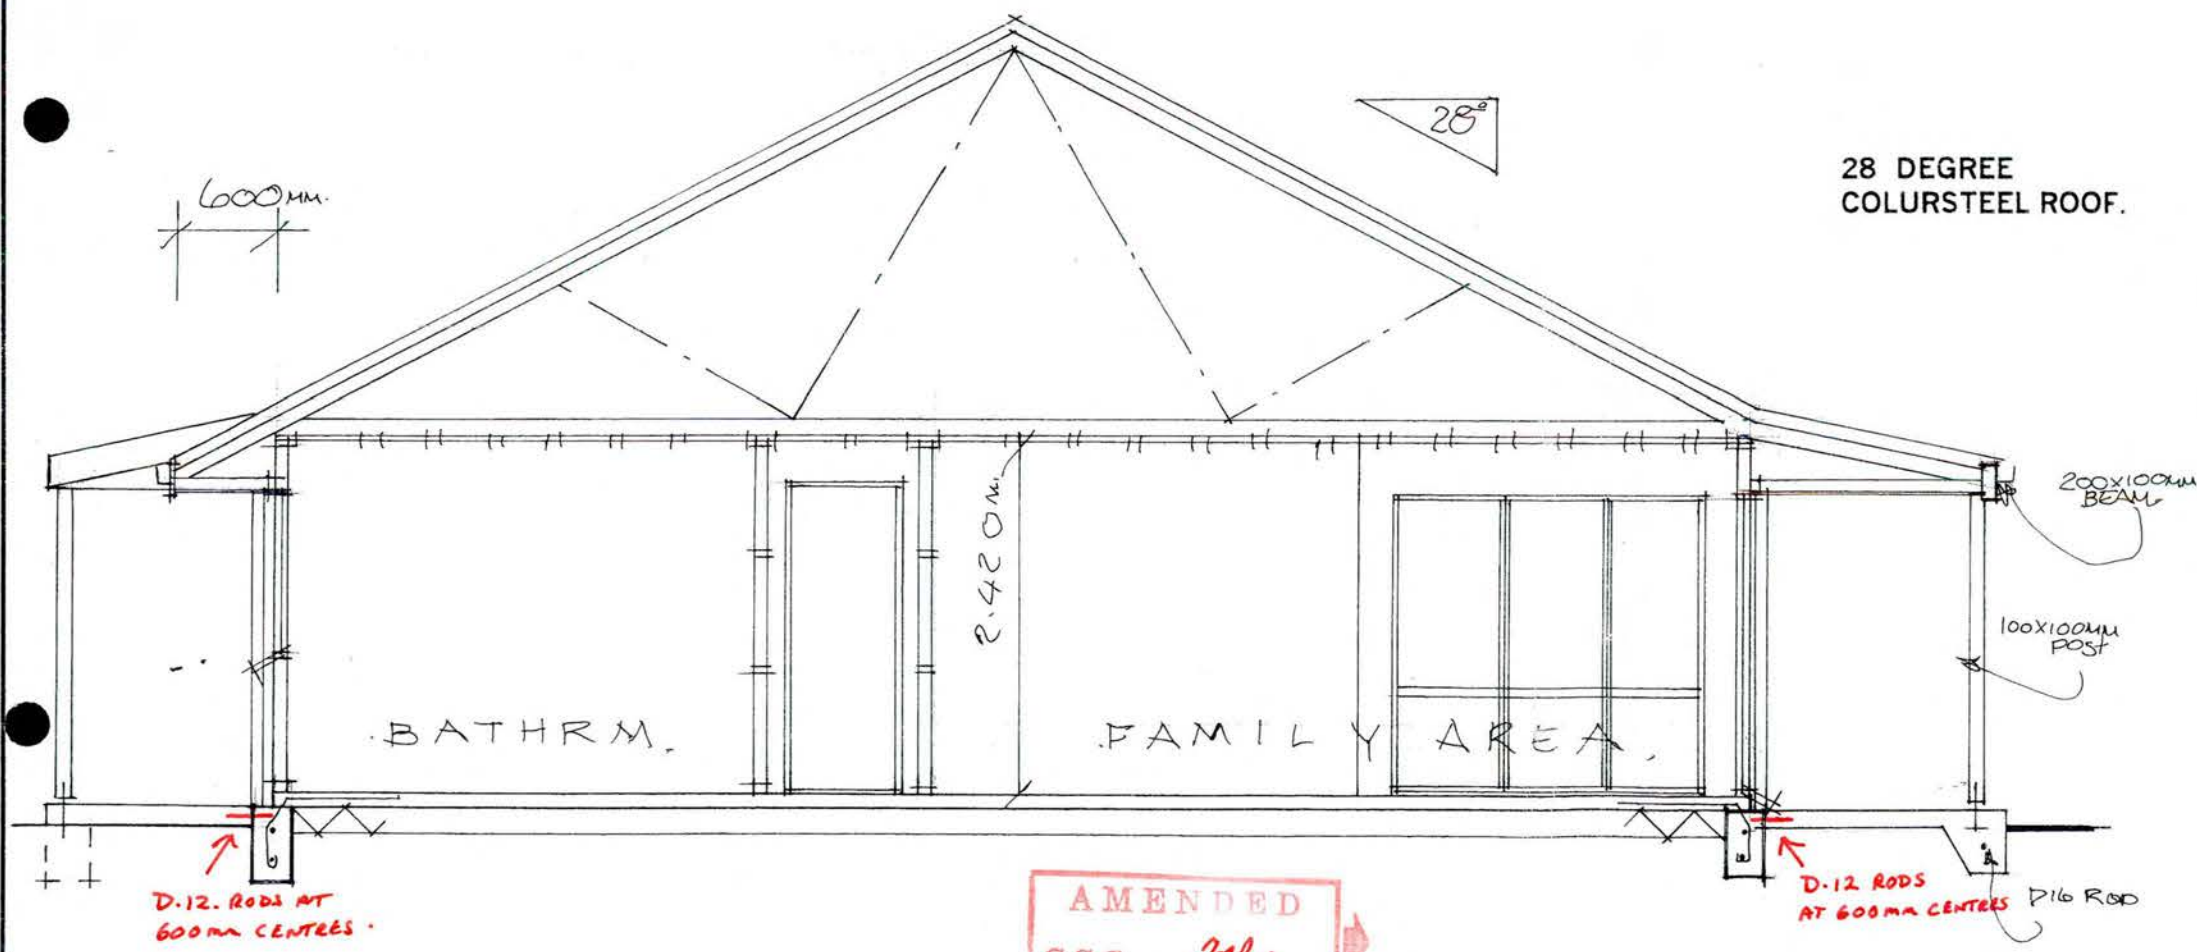 28°
28 DEGREE
COLURSTEEL ROOF.
600MM.
200X100MM
BEAM
2.420M.
100X100MM
POST
BATHRM.
FAMILY AREA.
D.12. RODS AT
600mm CENTRES.
D.12 RODS
AT 600mm CENTRES
D16 ROD
AMENDED